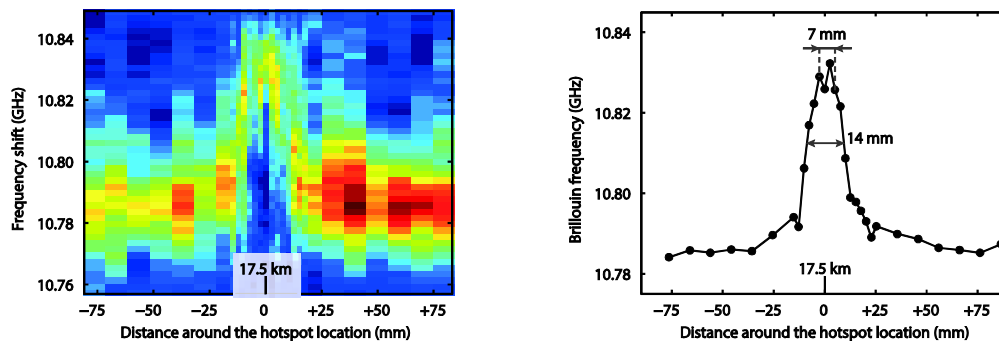 10.84
10.82
10.80
10.78
10.76
Frequency shift (GHz)
17.5 km
−75
−50
−25
0
+25
+50
+75
Distance around the hotspot location (mm)
10.84
10.82
10.80
10.78
Brillouin frequency (GHz)
7 mm
14 mm
17.5 km
−75
−50
−25
0
+25
+50
+75
Distance around the hotspot location (mm)